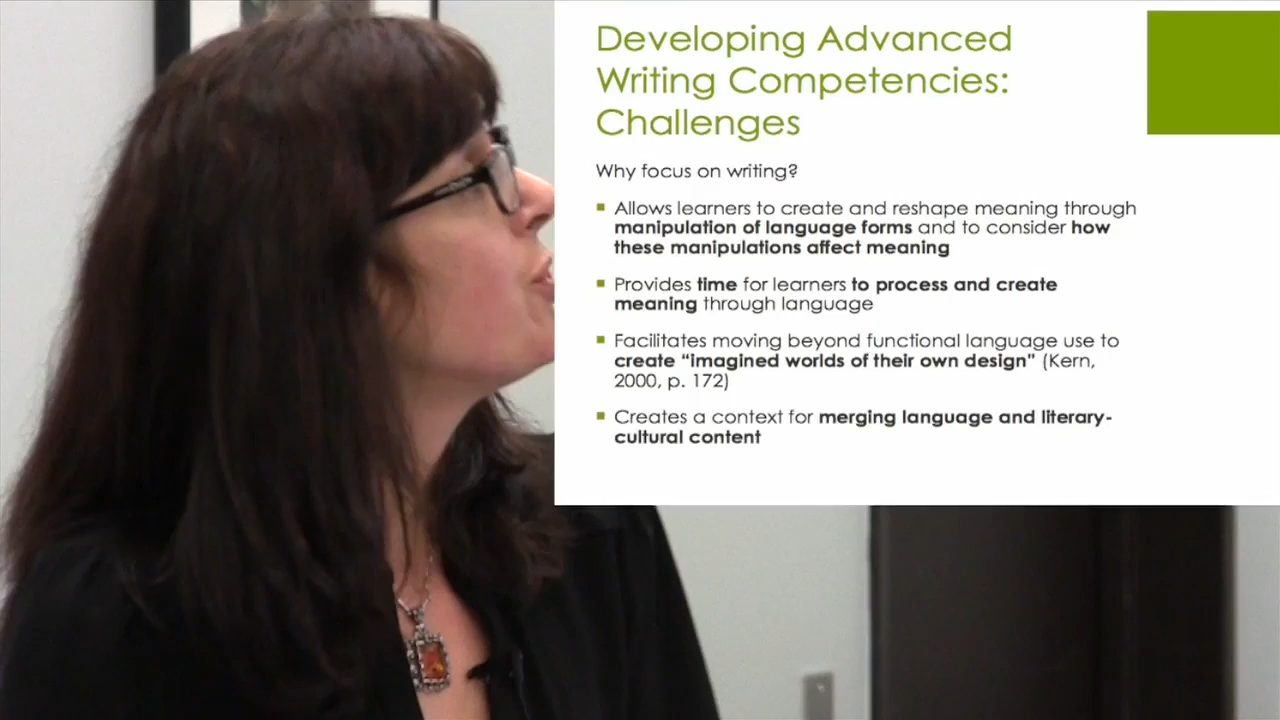 Developing Advanced
Writing Competencies:
Challenges
Why focus on writing?
Allows learners to create and reshape meaning through
manipulation of language forms and to consider how
these manipulations affect meaning
Provides time for learners to process and create
meaning through language
Facilitates moving beyond functional language use to
create “imagined worlds of their own design” (Kern,
2000, p. 172)
Creates a context for merging language and literary-
cultural content